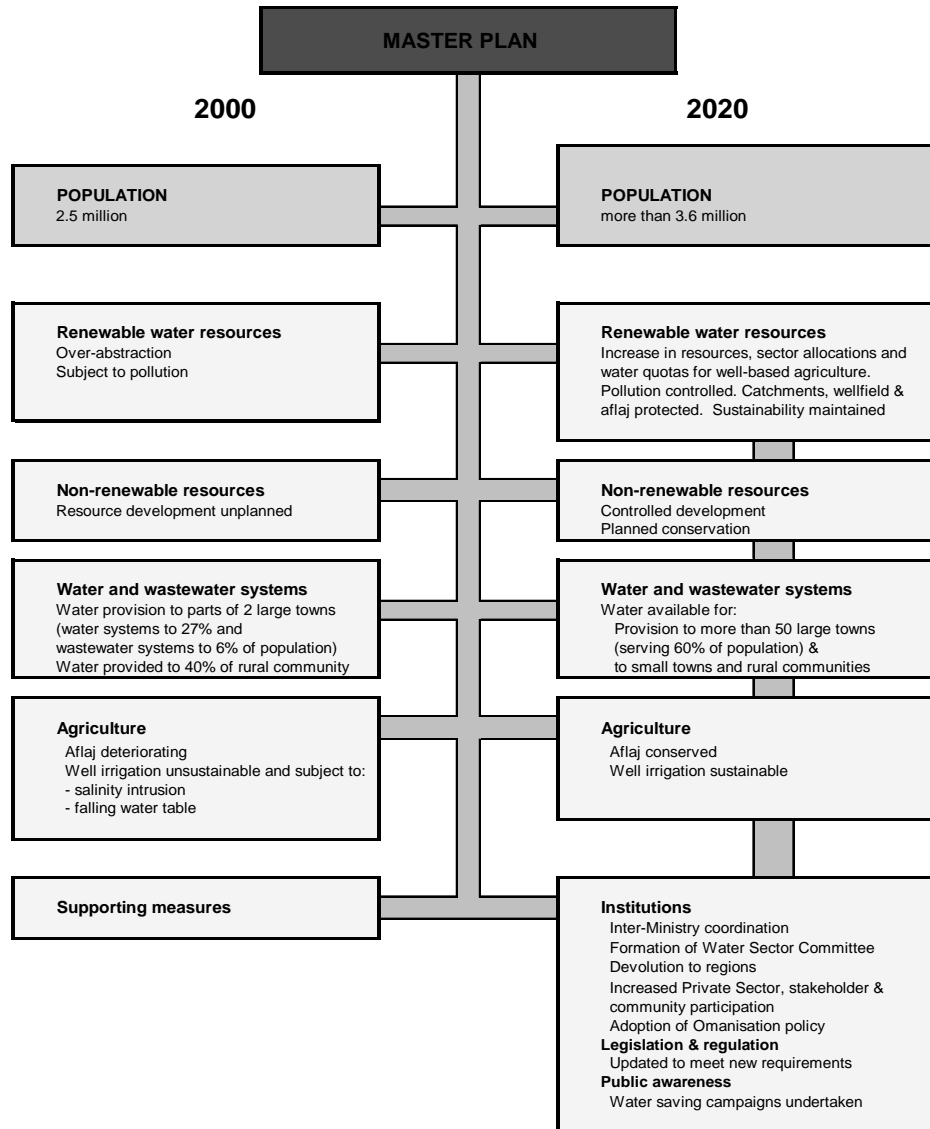 MASTER PLAN
2000
2020
POPULATION
2.5 million
POPULATION
more than 3.6 million
Renewable water resources
Over-abstraction
Subject to pollution
Renewable water resources
Increase in resources, sector allocations and
water quotas for well-based agriculture.
Pollution controlled. Catchments, wellfield &
aflaj protected.  Sustainability maintained
Non-renewable resources
Resource development unplanned
Non-renewable resources
Controlled development
Planned conservation
Water and wastewater systems
Water provision to parts of 2 large towns
(water systems to 27% and
wastewater systems to 6% of population)
Water provided to 40% of rural community
Water and wastewater systems
Water available for:
Provision to more than 50 large towns
(serving 60% of population) &
to small towns and rural communities
Agriculture
Aflaj deteriorating
Well irrigation unsustainable and subject to:
- salinity intrusion
- falling water table
Agriculture
Aflaj conserved
Well irrigation sustainable
Supporting measures
Institutions
Inter-Ministry coordination
Formation of Water Sector Committee
Devolution to regions
Increased Private Sector, stakeholder &
community participation
Adoption of Omanisation policy
Legislation & regulation
Updated to meet new requirements
Public awareness
Water saving campaigns undertaken